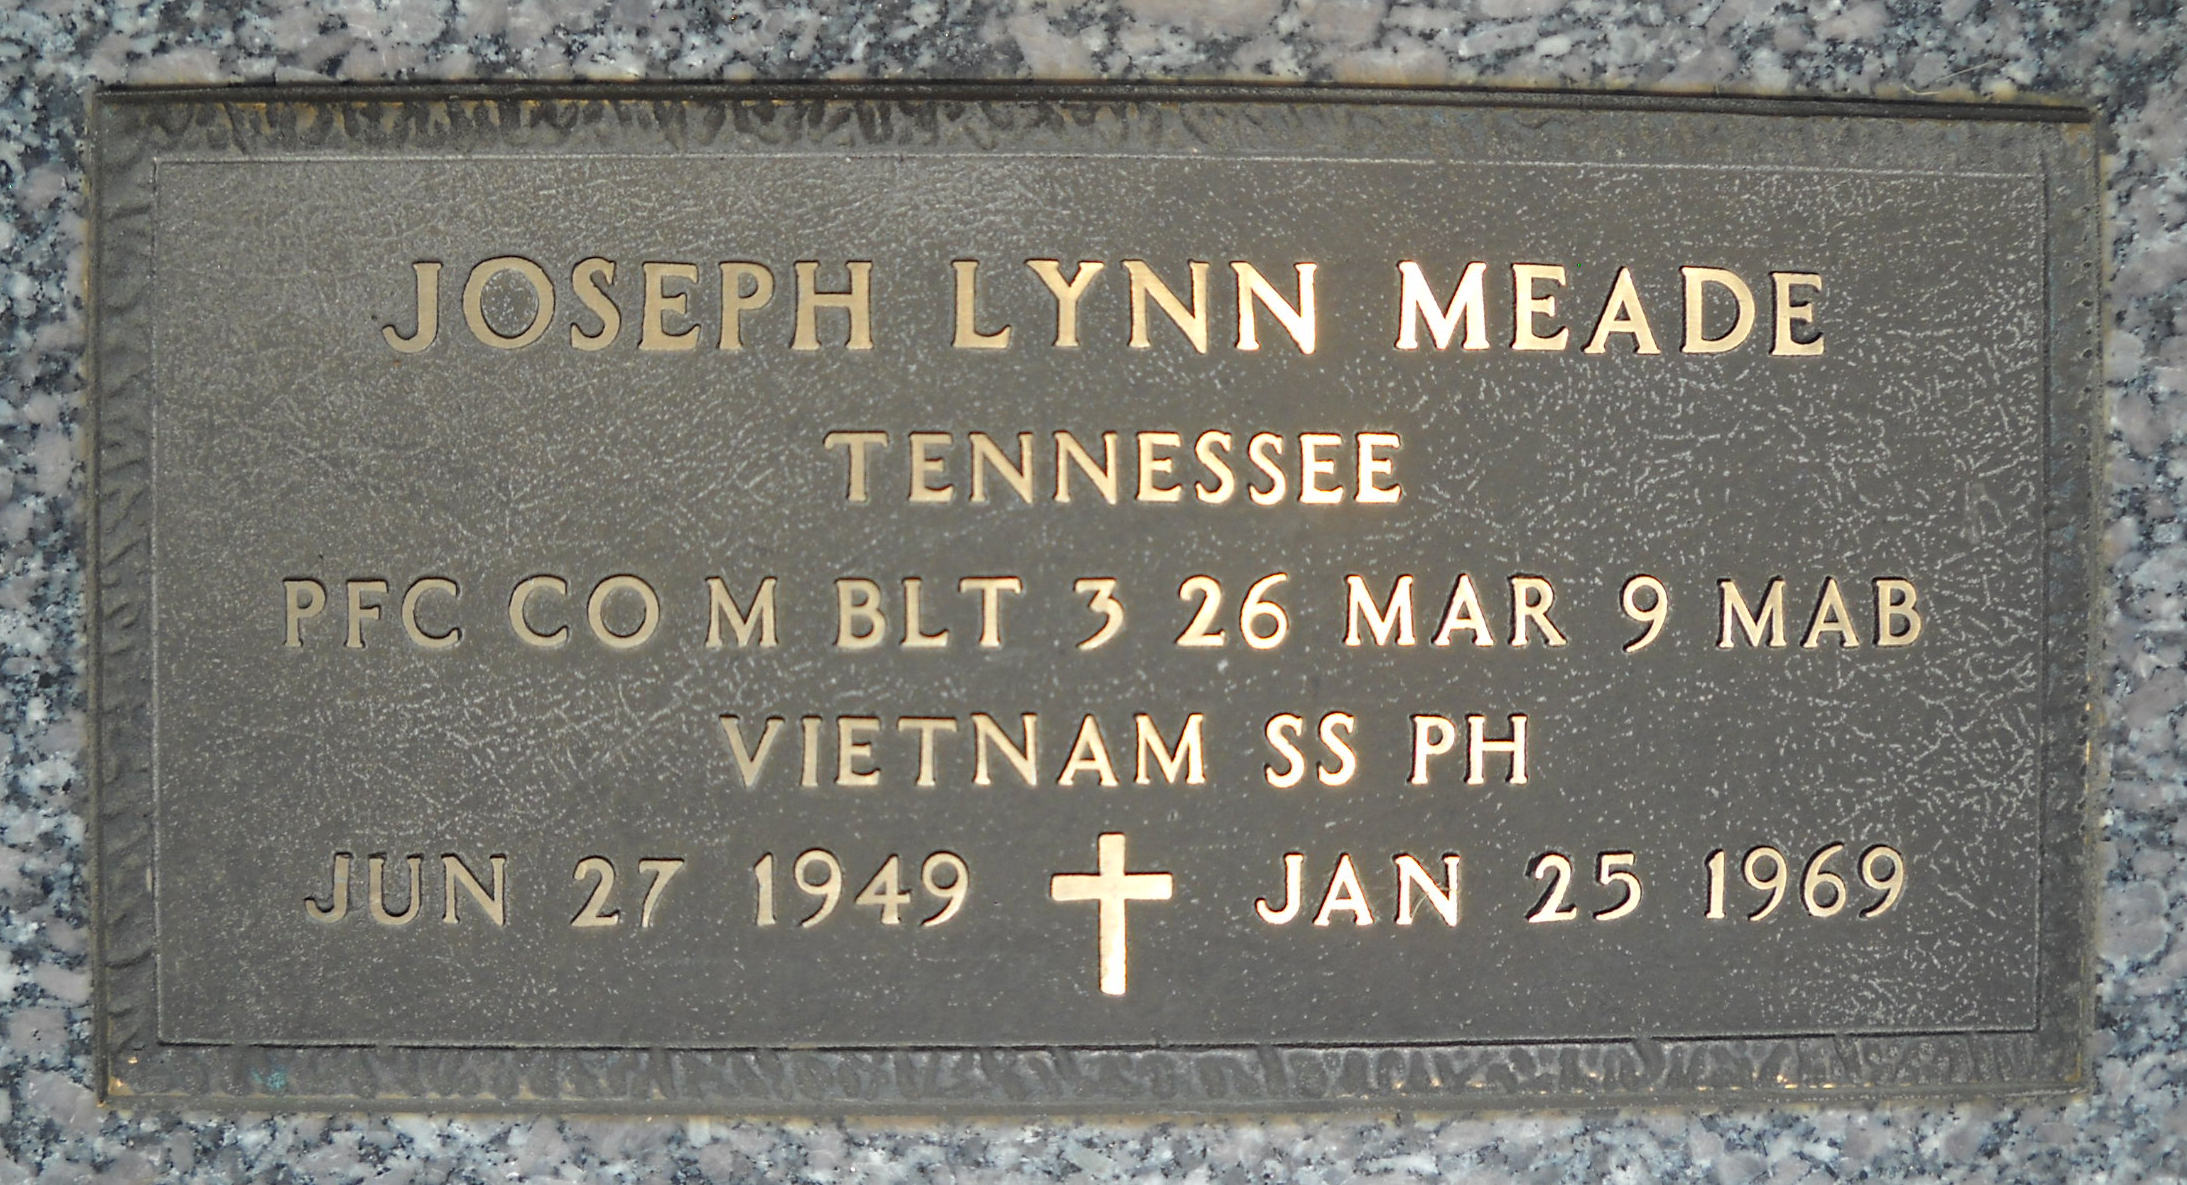 JOSEPH LYNN MEADE
TENNESSEE
PFC CO M BLT 3 26 MAR 9 MAB
VIETNAM SS PH
JUN 27 1949 JAN 25 1969